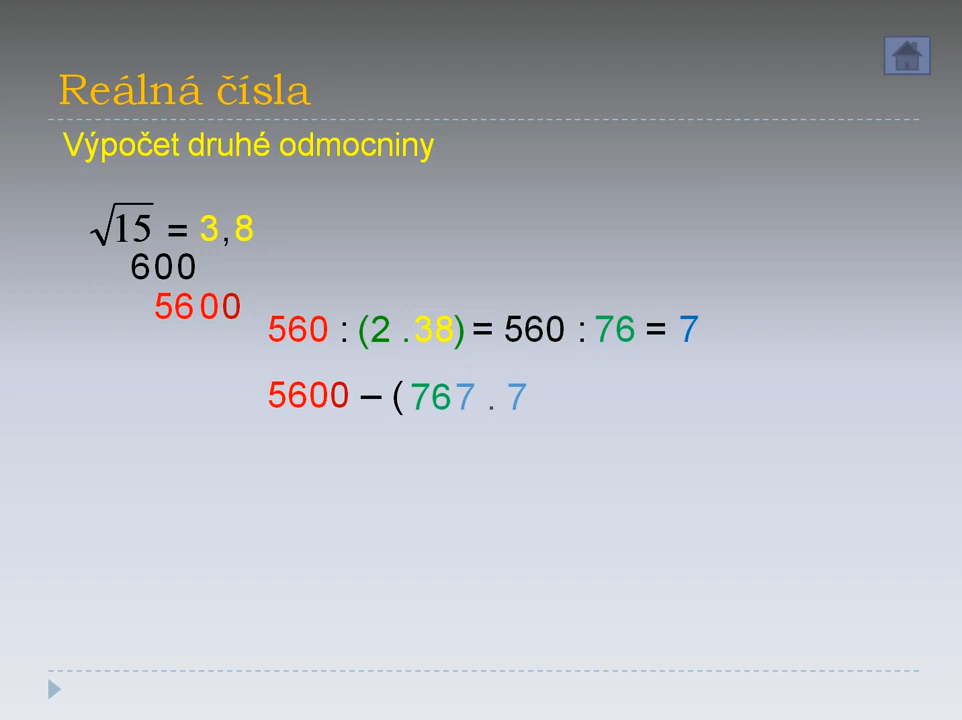 Reálná čísla
Výpočet druhé odmocniny
√15 = 3,8
600
5600
560 : (2 . 38) = 560 : 76 = 7
5600 – ( 767 . 7